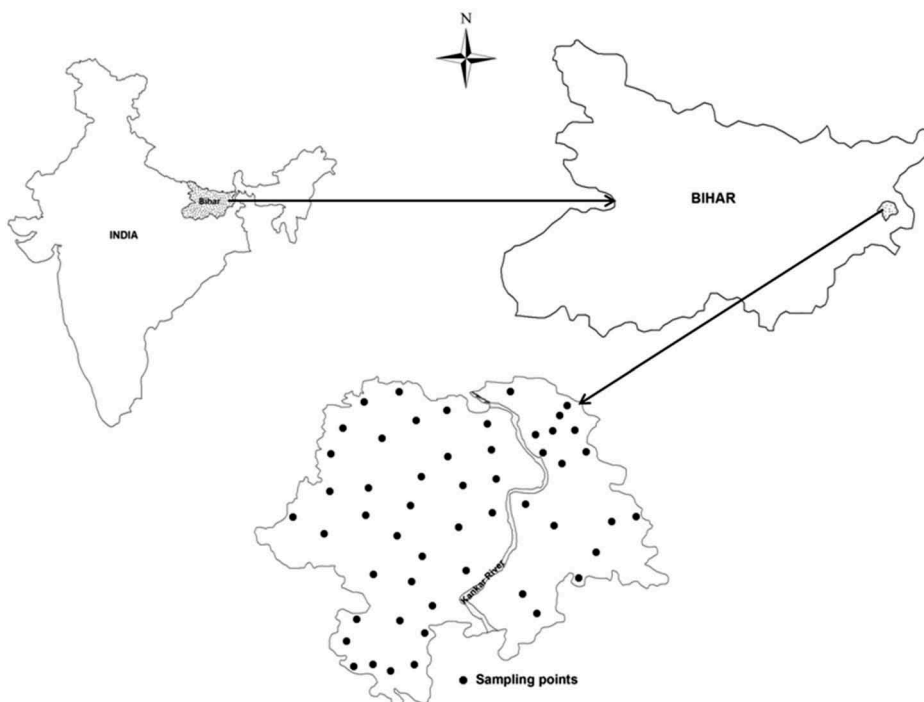 N
Bihar
BIHAR
INDIA
Kankar River
Sampling points